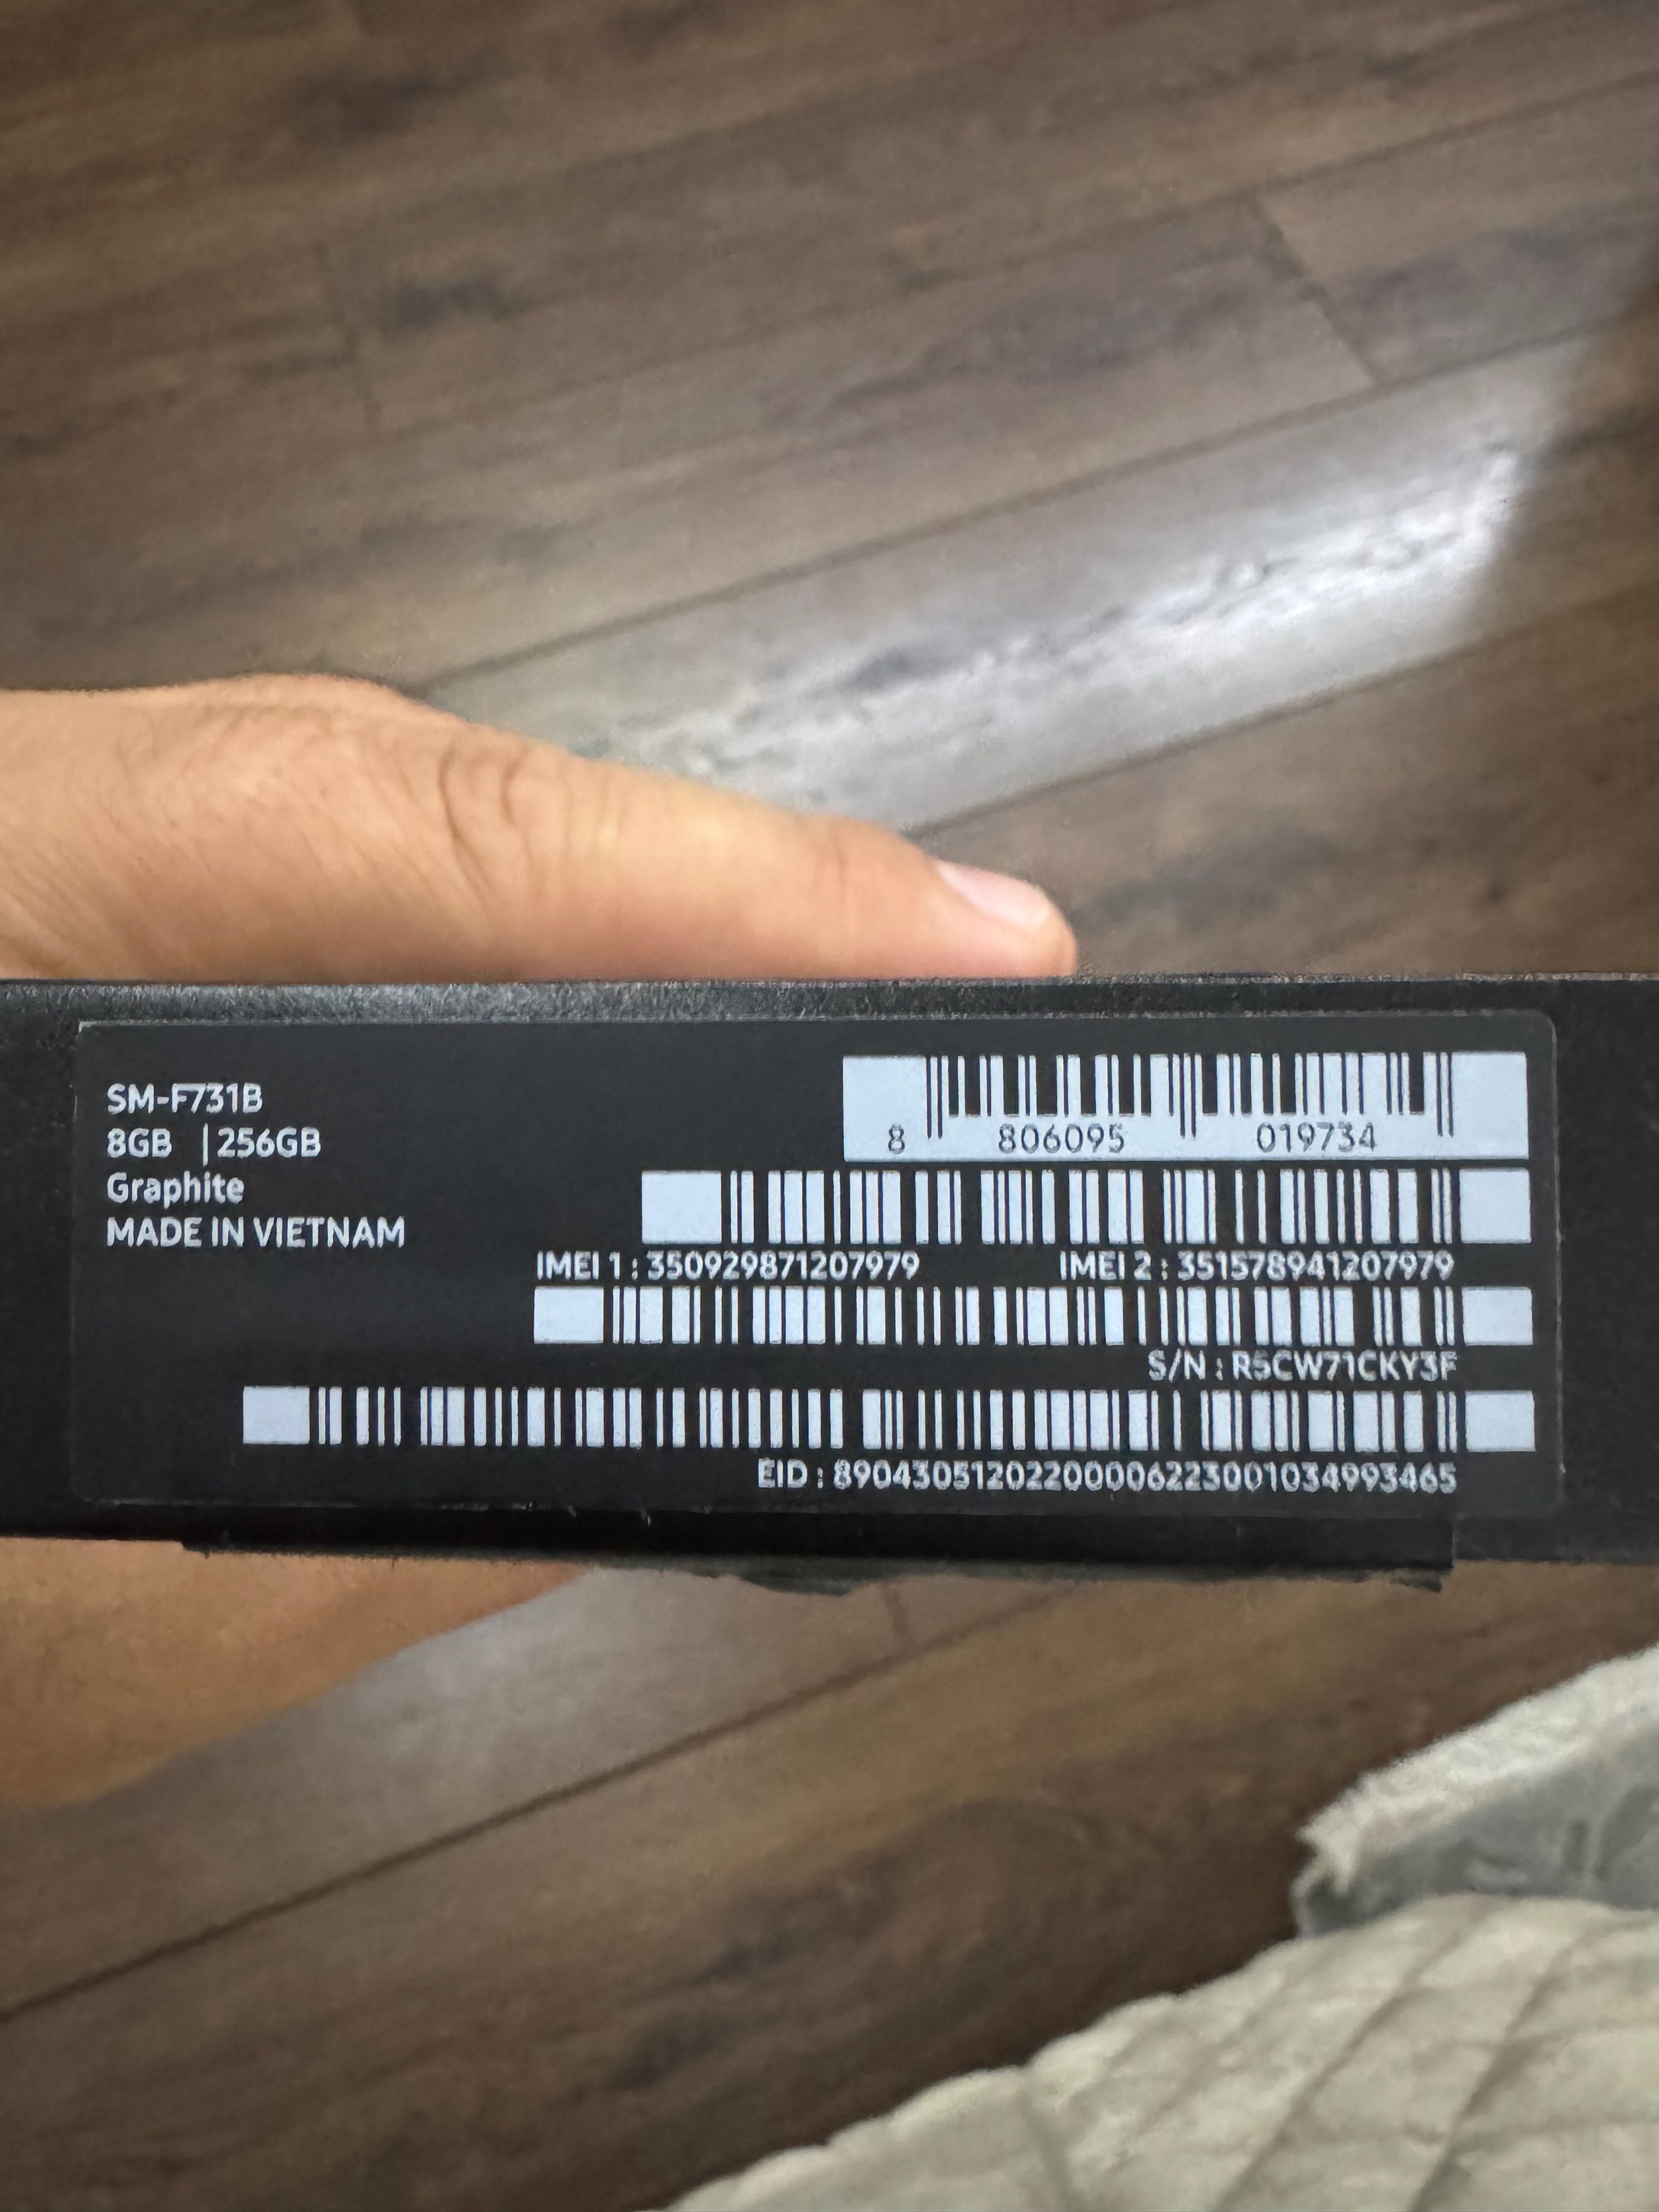 SM-F731B
8GB | 256GB
Graphite
MADE IN VIETNAM
8 806095 019734
IMEI 1 : 350929871207979 IMEI 2 : 351578941207979
S/N : R5CW71CKY3F
EID : 89043051202200006223001034993465